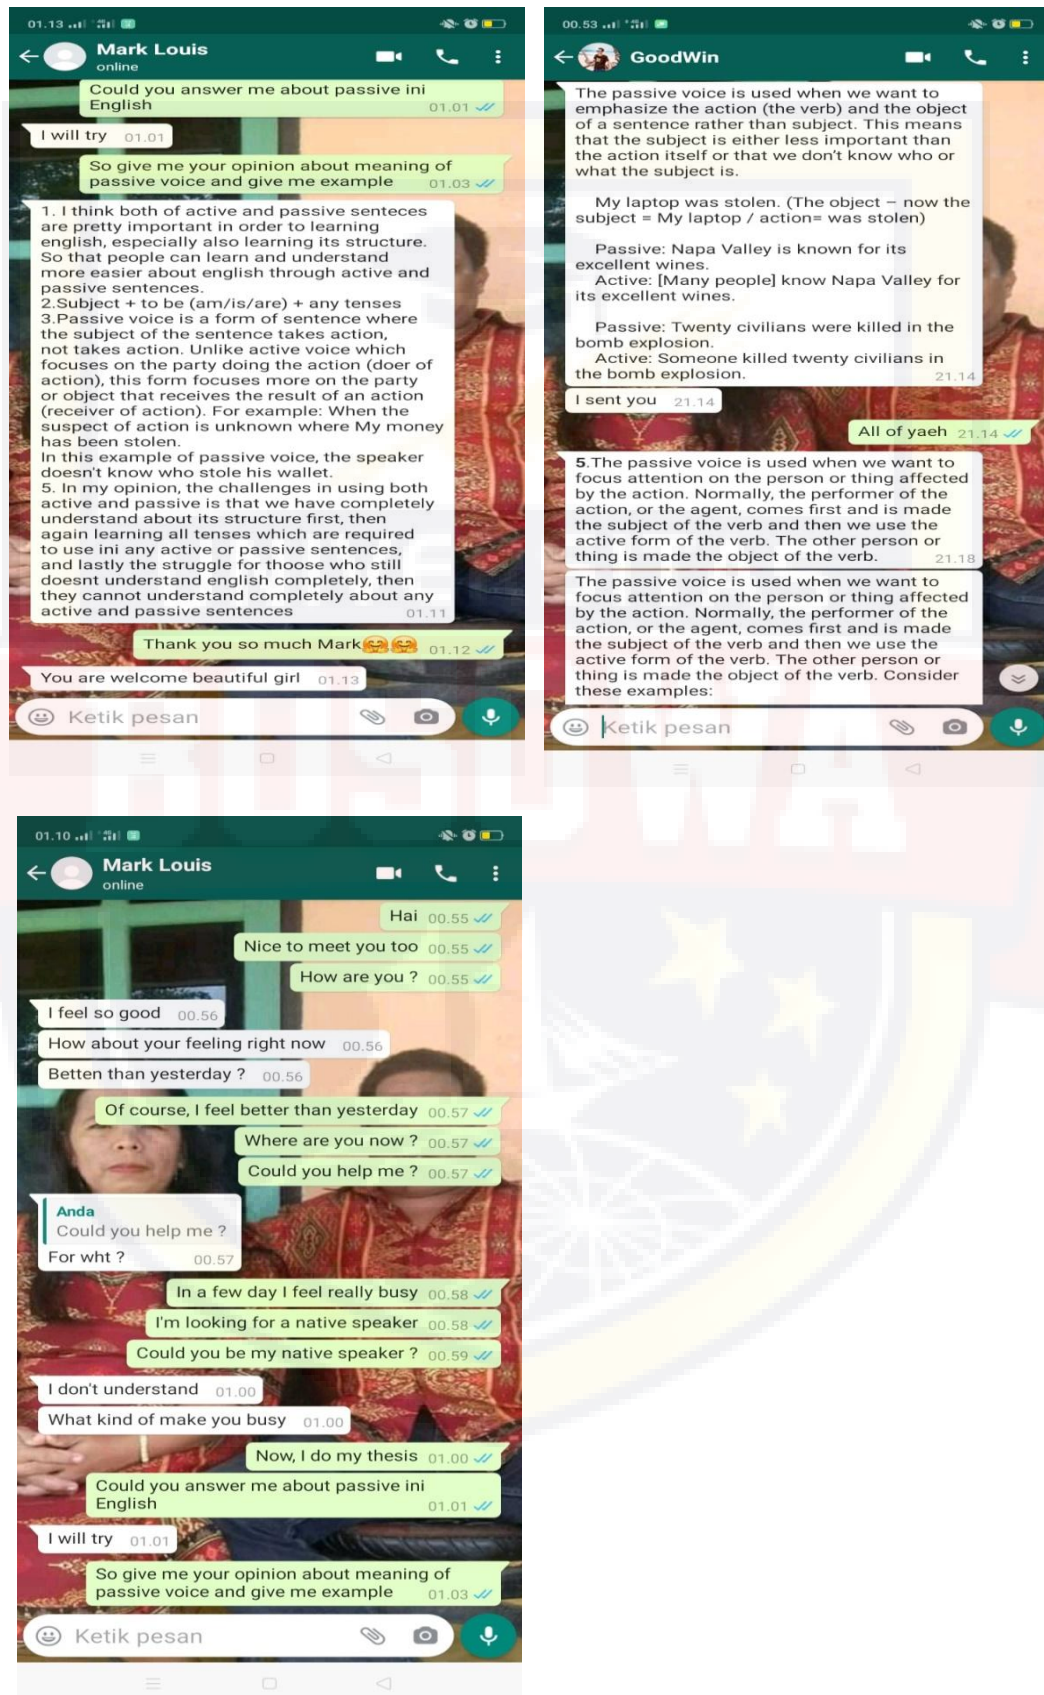 01.13
Mark Louis
online
Could you answer me about passive ini
English
01.01
I will try 01.01
So give me your opinion about meaning of
passive voice and give me example 01.03
1. I think both of active and passive senteces
are pretty important in order to learning
english, especially also learning its structure.
So that people can learn and understand
more easier about english through active and
passive sentences.
2.Subject + to be (am/is/are) + any tenses
3.Passive voice is a form of sentence where
the subject of the sentence takes action,
not takes action. Unlike active voice which
focuses on the party doing the action (doer of
action), this form focuses more on the party
or object that receives the result of an action
(receiver of action). For example: When the
suspect of action is unknown where My money
has been stolen.
In this example of passive voice, the speaker
doesn't know who stole his wallet.
5. In my opinion, the challenges in using both
active and passive is that we have completely
understand about its structure first, then
again learning all tenses which are required
to use ini any active or passive sentences,
and lastly the struggle for thoose who still
doesnt understand english completely, then
they cannot understand completely about any
active and passive sentences 01.11
Thank you so much Mark🤗🤗 01.12
You are welcome beautiful girl 01.13
Ketik pesan
00.53
GoodWin
The passive voice is used when we want to
emphasize the action (the verb) and the object
of a sentence rather than subject. This means
that the subject is either less important than
the action itself or that we don't know who or
what the subject is.
My laptop was stolen. (The object – now the
subject = My laptop / action= was stolen)
Passive: Napa Valley is known for its
excellent wines.
Active: [Many people] know Napa Valley for
its excellent wines.
Passive: Twenty civilians were killed in the
bomb explosion.
Active: Someone killed twenty civilians in
the bomb explosion. 21.14
I sent you 21.14
All of yaeh 21.14
5.The passive voice is used when we want to
focus attention on the person or thing affected
by the action. Normally, the performer of the
action, or the agent, comes first and is made
the subject of the verb and then we use the
active form of the verb. The other person or
thing is made the object of the verb. 21.18
The passive voice is used when we want to
focus attention on the person or thing affected
by the action. Normally, the performer of the
action, or the agent, comes first and is made
the subject of the verb and then we use the
active form of the verb. The other person or
thing is made the object of the verb. Consider
these examples:
Ketik pesan
BOSOWA
01.10
Mark Louis
online
Hai 00.55
Nice to meet you too 00.55
How are you ? 00.55
I feel so good 00.56
How about your feeling right now 00.56
Betten than yesterday ? 00.56
Of course, I feel better than yesterday 00.57
Where are you now ? 00.57
Could you help me ? 00.57
Anda
Could you help me ?
For wht ? 00.57
In a few day I feel really busy 00.58
I'm looking for a native speaker 00.58
Could you be my native speaker ? 00.59
I don't understand 01.00
What kind of make you busy 01.00
Now, I do my thesis 01.00
Could you answer me about passive ini
English
01.01
I will try 01.01
So give me your opinion about meaning of
passive voice and give me example 01.03
Ketik pesan